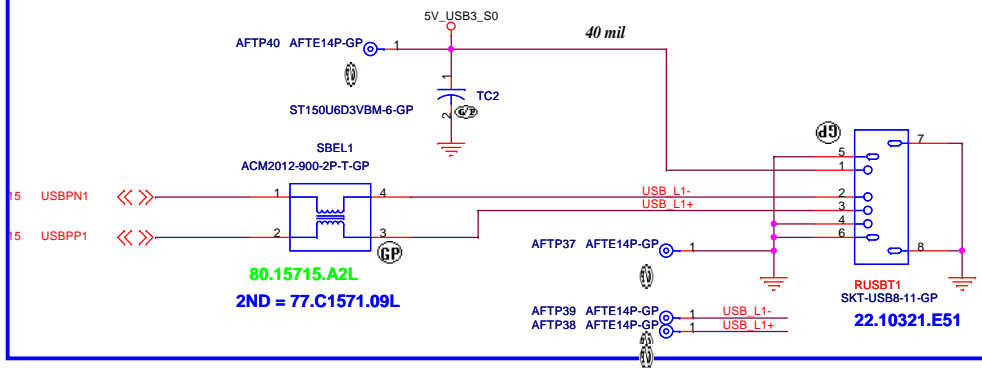 5V_USB3_S0
AFTP40 AFTE14P-GP
1
40 mil
1
TC2
ST150U6D3VBM-6-GP
2
G/P
SBEL1
ACM2012-900-2P-T-GP
GP
5
7
1
15 USBPN1
1
4
USB_L1-
2
USB_L1+
3
4
15 USBPP1
2
3
6
GP
AFTP37 AFTE14P-GP
1
8
80.15715.A2L
2ND = 77.C1571.09L
RUSBT1
SKT-USB8-11-GP
22.10321.E51
AFTP39 AFTE14P-GP
1
USB_L1-
AFTP38 AFTE14P-GP
1
USB_L1+